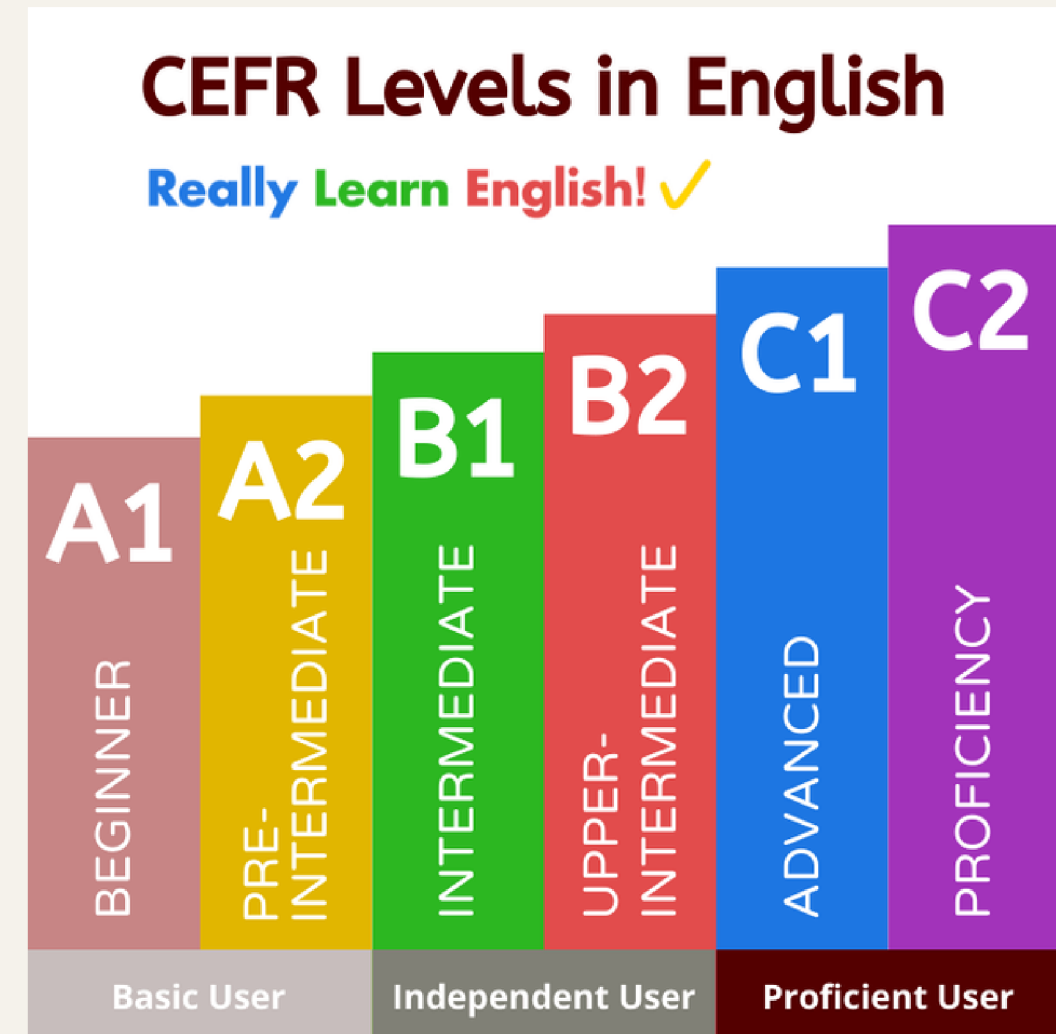 CEFR Levels in English
Really Learn English!
A1
BEGINNER
A2
PRE-
INTERMEDIATE
B1
INTERMEDIATE
B2
UPPER-
INTERMEDIATE
C1
ADVANCED
C2
PROFICIENCY
Basic User
Independent User
Proficient User